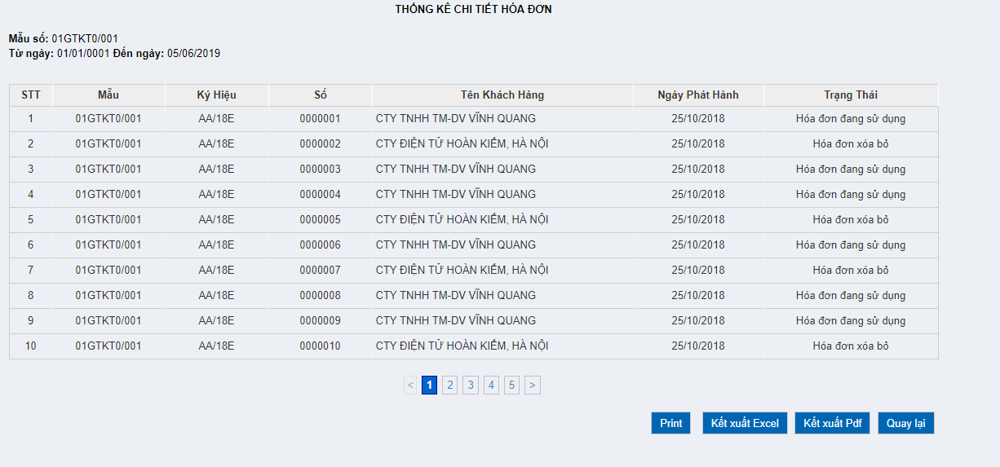 THỐNG KÊ CHI TIẾT HÓA ĐƠN
Mẫu số: 01GTKT0/001
Từ ngày: 01/01/0001 Đến ngày: 05/06/2019
STT Mẫu Ký Hiệu Số Tên Khách Hàng Ngày Phát Hành Trạng Thái
1 01GTKT0/001 AA/18E 0000001 CTY TNHH TM-DV VĨNH QUANG 25/10/2018 Hóa đơn đang sử dụng
2 01GTKT0/001 AA/18E 0000002 CTY ĐIỆN TỬ HOÀN KIẾM, HÀ NỘI 25/10/2018 Hóa đơn xóa bỏ
3 01GTKT0/001 AA/18E 0000003 CTY TNHH TM-DV VĨNH QUANG 25/10/2018 Hóa đơn đang sử dụng
4 01GTKT0/001 AA/18E 0000004 CTY TNHH TM-DV VĨNH QUANG 25/10/2018 Hóa đơn đang sử dụng
5 01GTKT0/001 AA/18E 0000005 CTY ĐIỆN TỬ HOÀN KIẾM, HÀ NỘI 25/10/2018 Hóa đơn xóa bỏ
6 01GTKT0/001 AA/18E 0000006 CTY TNHH TM-DV VĨNH QUANG 25/10/2018 Hóa đơn đang sử dụng
7 01GTKT0/001 AA/18E 0000007 CTY ĐIỆN TỬ HOÀN KIẾM, HÀ NỘI 25/10/2018 Hóa đơn xóa bỏ
8 01GTKT0/001 AA/18E 0000008 CTY TNHH TM-DV VĨNH QUANG 25/10/2018 Hóa đơn đang sử dụng
9 01GTKT0/001 AA/18E 0000009 CTY TNHH TM-DV VĨNH QUANG 25/10/2018 Hóa đơn đang sử dụng
10 01GTKT0/001 AA/18E 0000010 CTY ĐIỆN TỬ HOÀN KIẾM, HÀ NỘI 25/10/2018 Hóa đơn xóa bỏ
< 1 2 3 4 5 >
Print Kết xuất Excel Kết xuất Pdf Quay lại